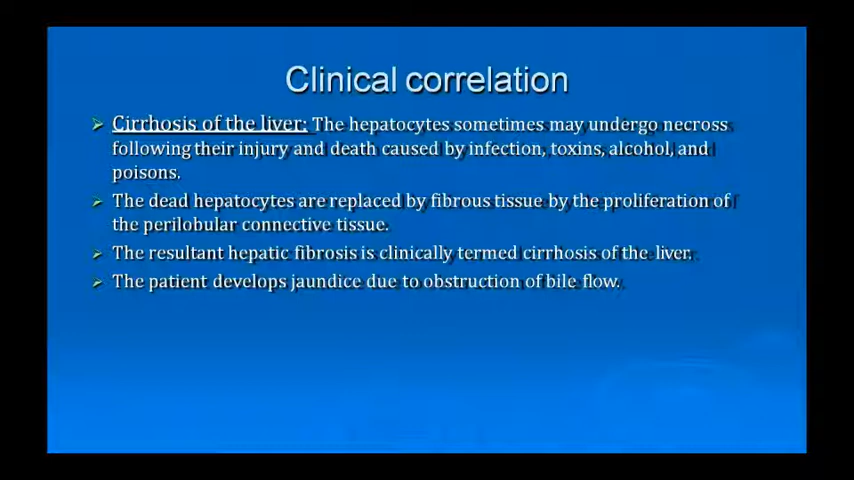 Clinical correlation
Cirrhosis of the liver: The hepatocytes sometimes may undergo necross
following their injury and death caused by infection, toxins, alcohol, and
poisons.
The dead hepatocytes are replaced by fibrous tissue by the proliferation of
the perilobular connective tissue.
The resultant hepatic fibrosis is clinically termed cirrhosis of the liver.
The patient develops jaundice due to obstruction of bile flow.